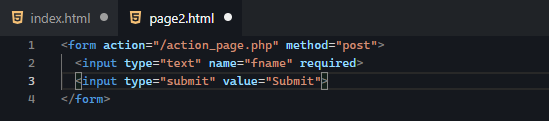 index.html page2.html
1 <form action="/action_page.php" method="post">
2 <input type="text" name="fname" required>
3 <input type="submit" value="Submit">
4 </form>